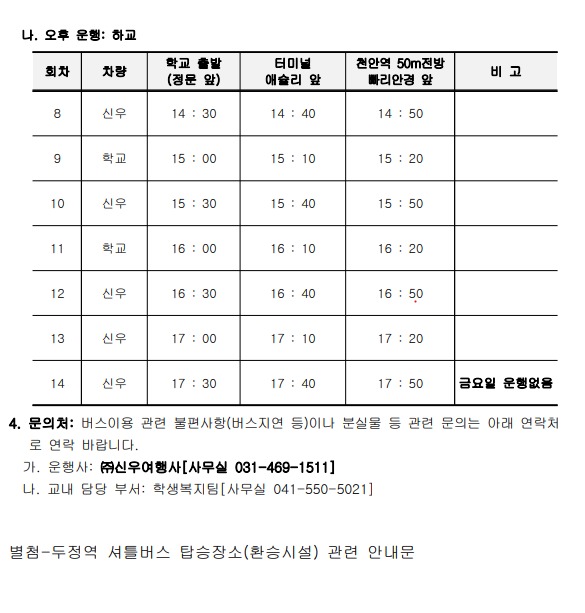 나. 오후 운행: 하교
회차 차량 학교 출발 (정문 앞) 터미널 애슐리 앞 천안역 50m전방 빠리안경 앞 비 고
8 신우 14 : 30 14 : 40 14 : 50
9 학교 15 : 00 15 : 10 15 : 20
10 신우 15 : 30 15 : 40 15 : 50
11 학교 16 : 00 16 : 10 16 : 20
12 신우 16 : 30 16 : 40 16 : 50
13 신우 17 : 00 17 : 10 17 : 20
14 신우 17 : 30 17 : 40 17 : 50 금요일 운행없음
4. 문의처: 버스이용 관련 불편사항(버스지연 등)이나 분실물 등 관련 문의는 아래 연락처
로 연락 바랍니다.
가. 운행사: ㈜신우여행사[사무실 031-469-1511]
나. 교내 담당 부서: 학생복지팀[사무실 041-550-5021]
별첨-두정역 셔틀버스 탑승장소(환승시설) 관련 안내문